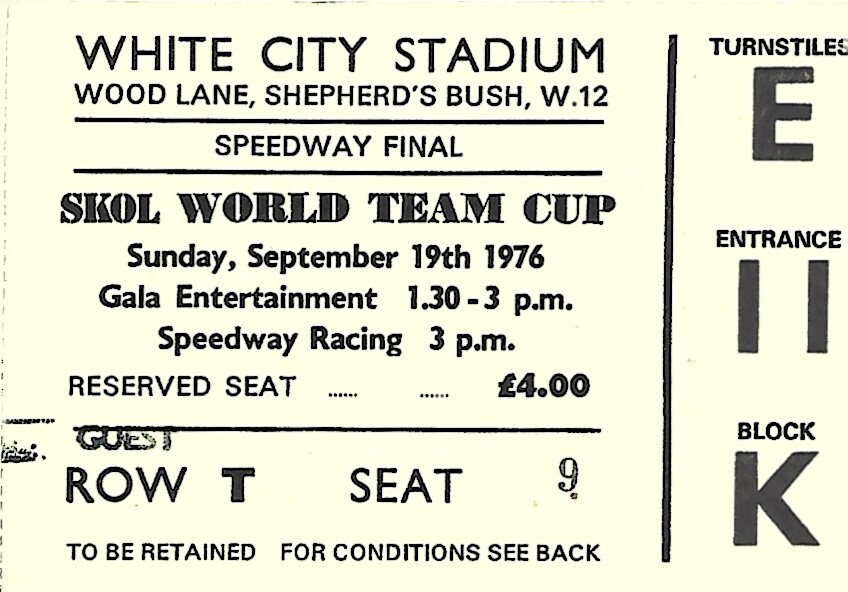 WHITE CITY STADIUM
WOOD LANE, SHEPHERD'S BUSH, W.12
SPEEDWAY FINAL
SKOL WORLD TEAM CUP
Sunday, September 19th 1976
Gala Entertainment 1.30-3 p.m.
Speedway Racing 3 p.m.
RESERVED SEAT ...... ...... £4.00
GUEST
ROW T SEAT 9
TO BE RETAINED FOR CONDITIONS SEE BACK
TURNSTILES
E
ENTRANCE
11
BLOCK
K